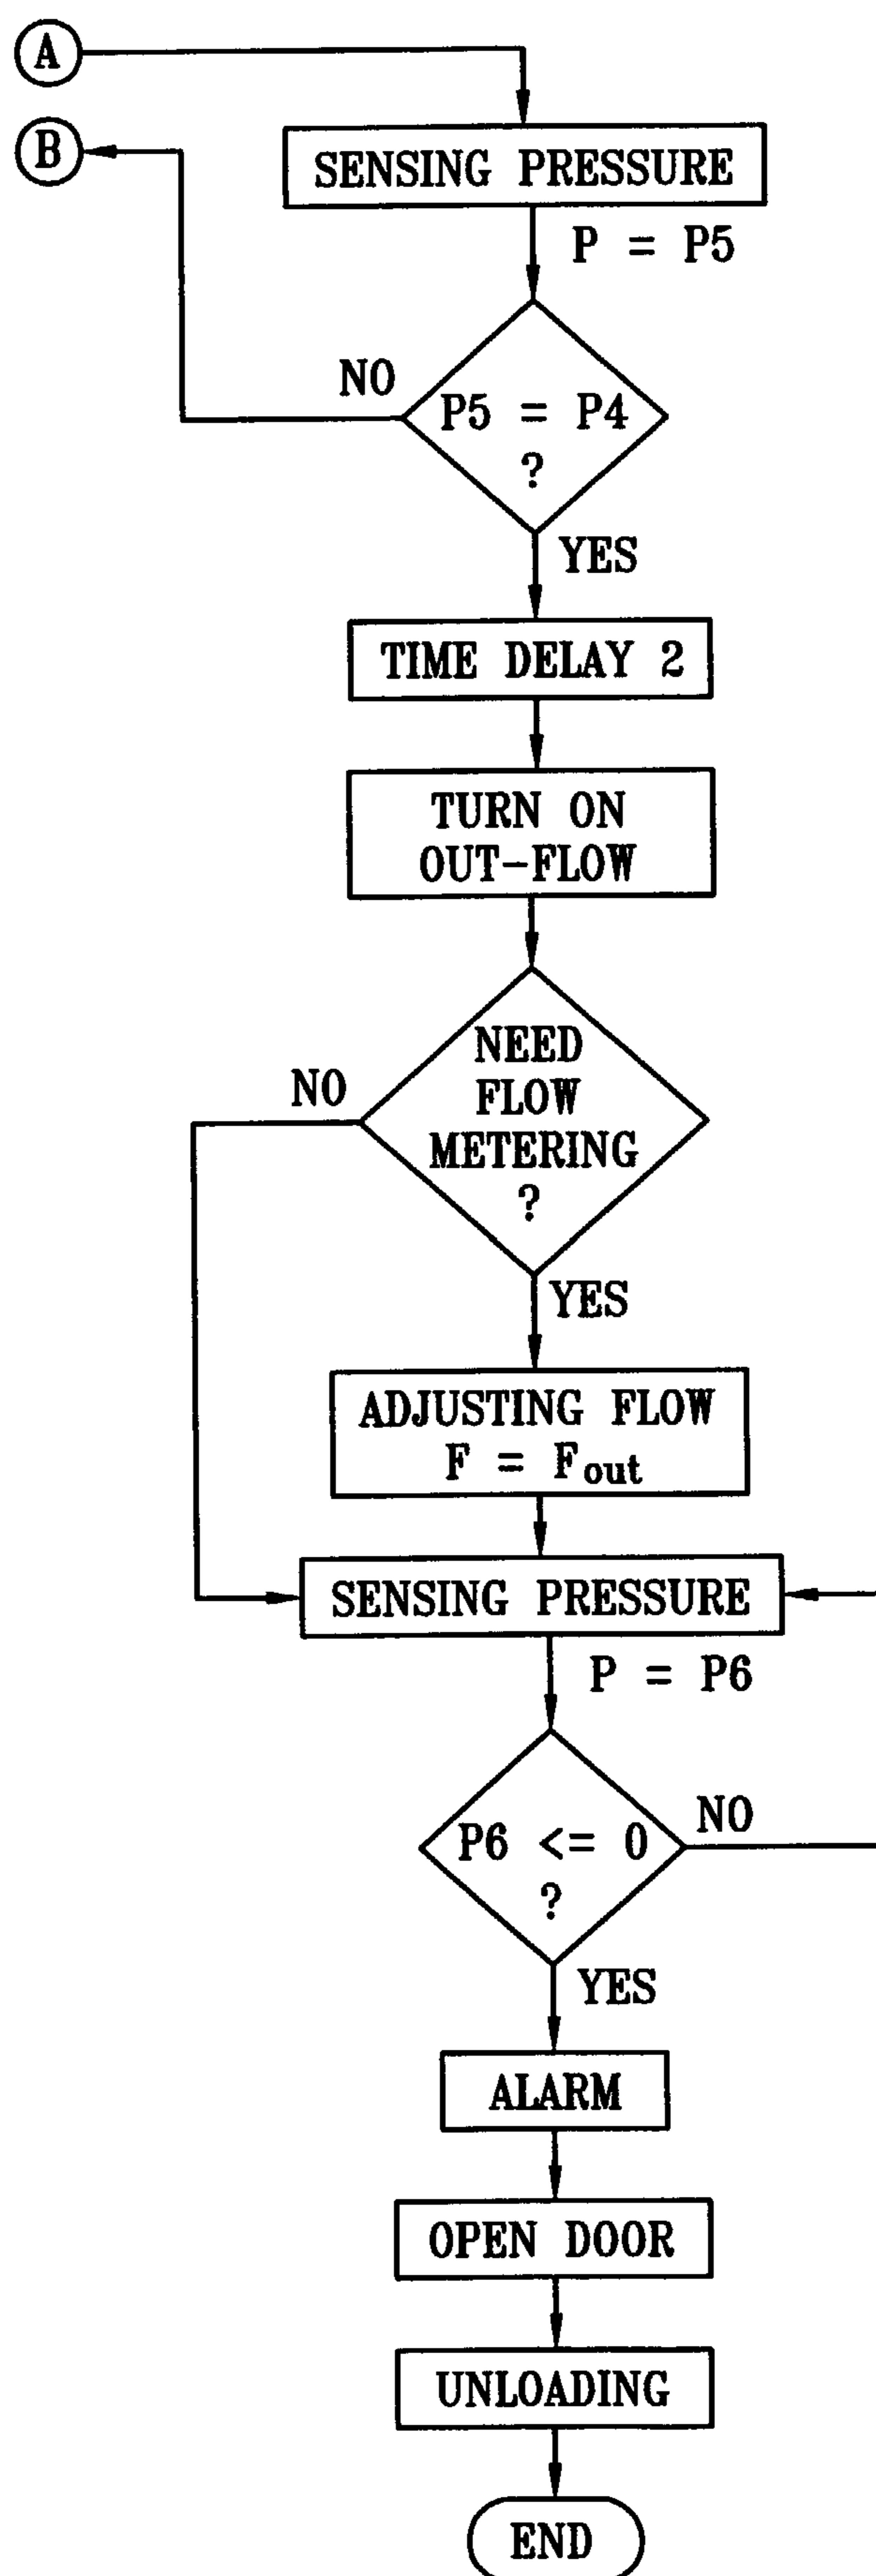 A
B
SENSING PRESSURE
P = P5
NO
P5 = P4
?
YES
TIME DELAY 2
TURN ON
OUT-FLOW
NEED
FLOW
METERING
?
NO
YES
ADJUSTING FLOW
F = Fout
SENSING PRESSURE
P = P6
P6 <= 0
?
NO
YES
ALARM
OPEN DOOR
UNLOADING
END